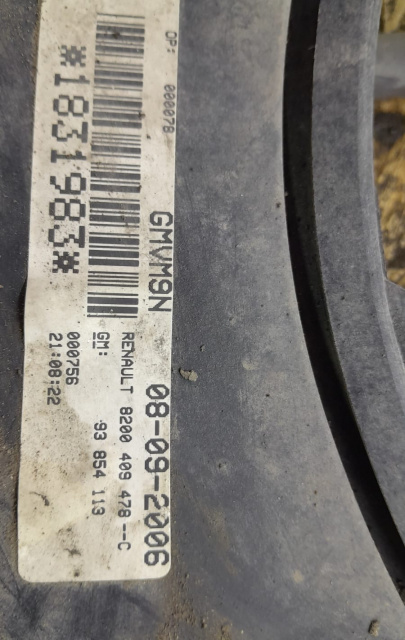 OP: 000078
*1831983*
GMVM9N 08-09-2006
RENAULT 8200 409 478--C
GM: 93 854 113
000756
21:08:22